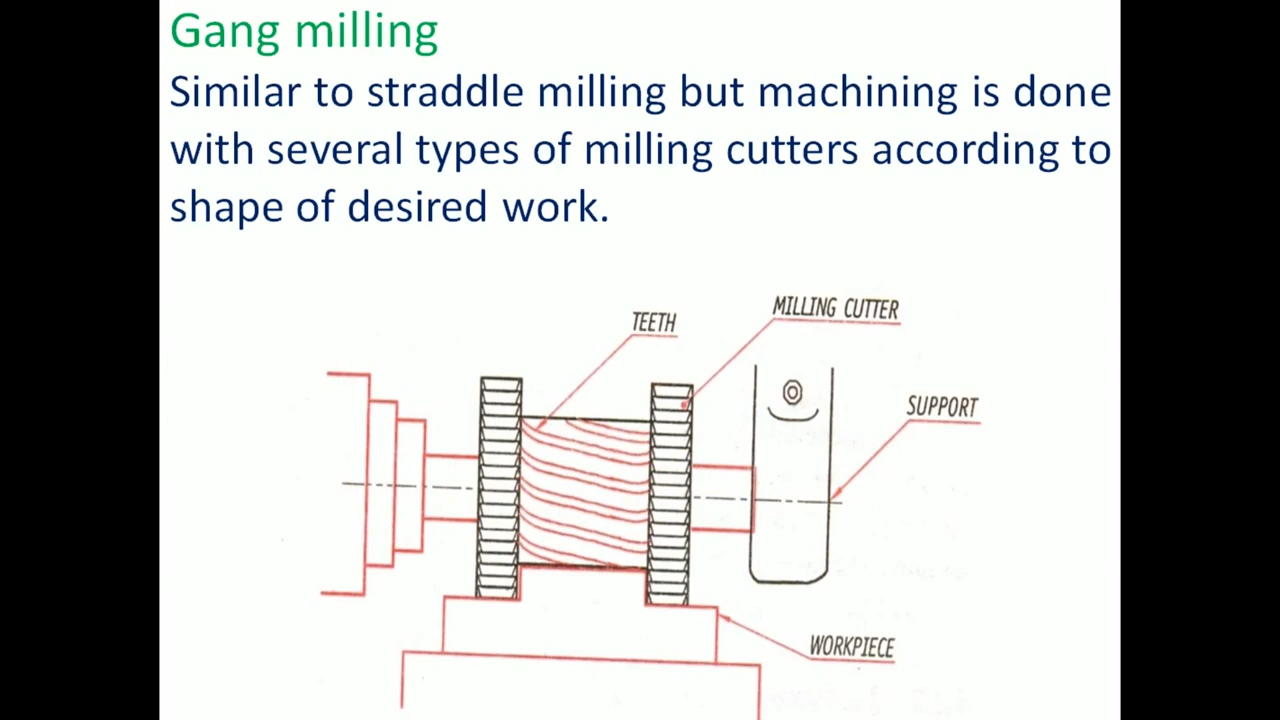 Gang milling
Similar to straddle milling but machining is done
with several types of milling cutters according to
shape of desired work.
MILLING CUTTER
TEETH
SUPPORT
WORKPIECE